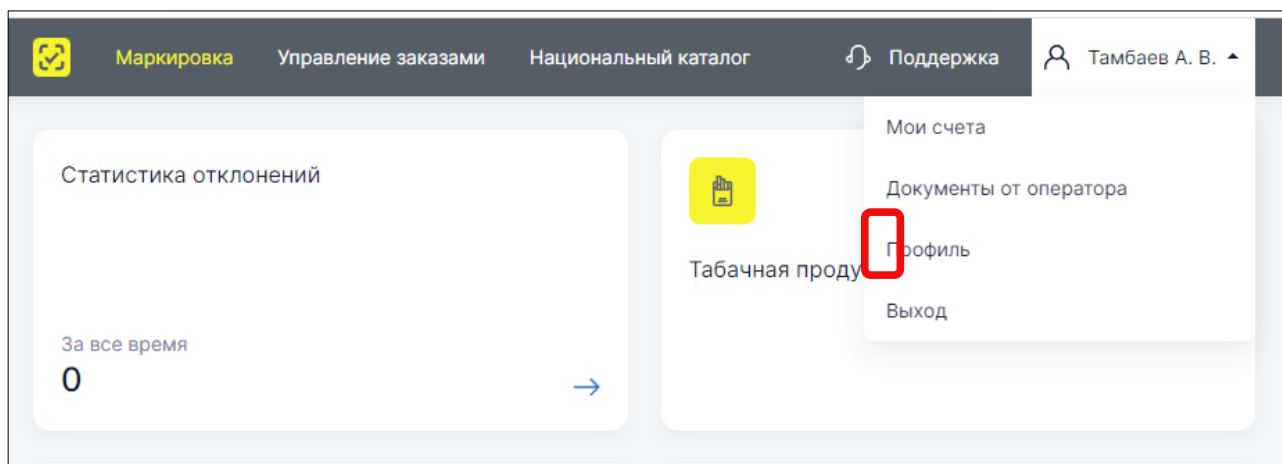 Маркировка Управление заказами Национальный каталог Поддержка Тамбаев А. В.
Мои счета
Статистика отклонений
Документы от оператора
Профиль
Табачная проду
Выход
За все время
0